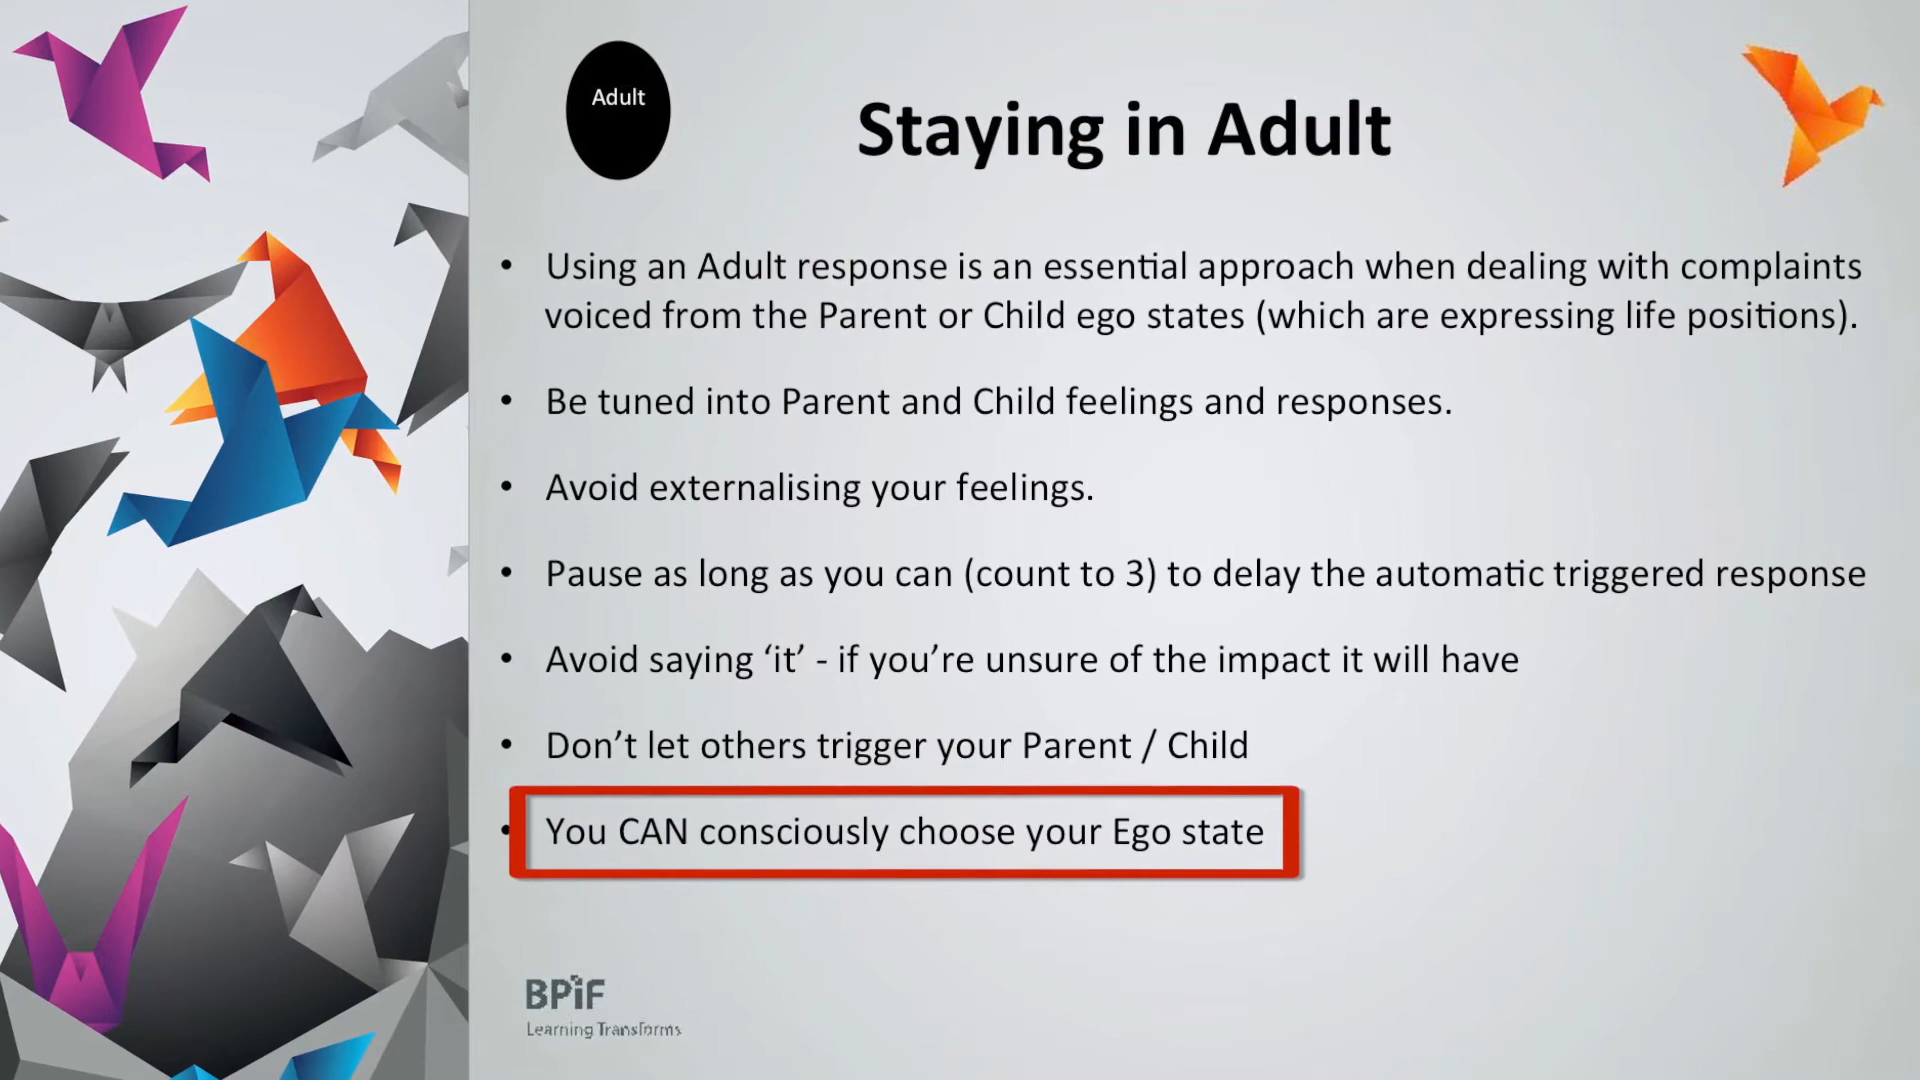 Adult
Staying in Adult
• Using an Adult response is an essential approach when dealing with complaints
voiced from the Parent or Child ego states (which are expressing life positions).
• Be tuned into Parent and Child feelings and responses.
• Avoid externalising your feelings.
• Pause as long as you can (count to 3) to delay the automatic triggered response
• Avoid saying ‘it’ - if you’re unsure of the impact it will have
• Don’t let others trigger your Parent / Child
• You CAN consciously choose your Ego state
BPiF
Learning Transforms